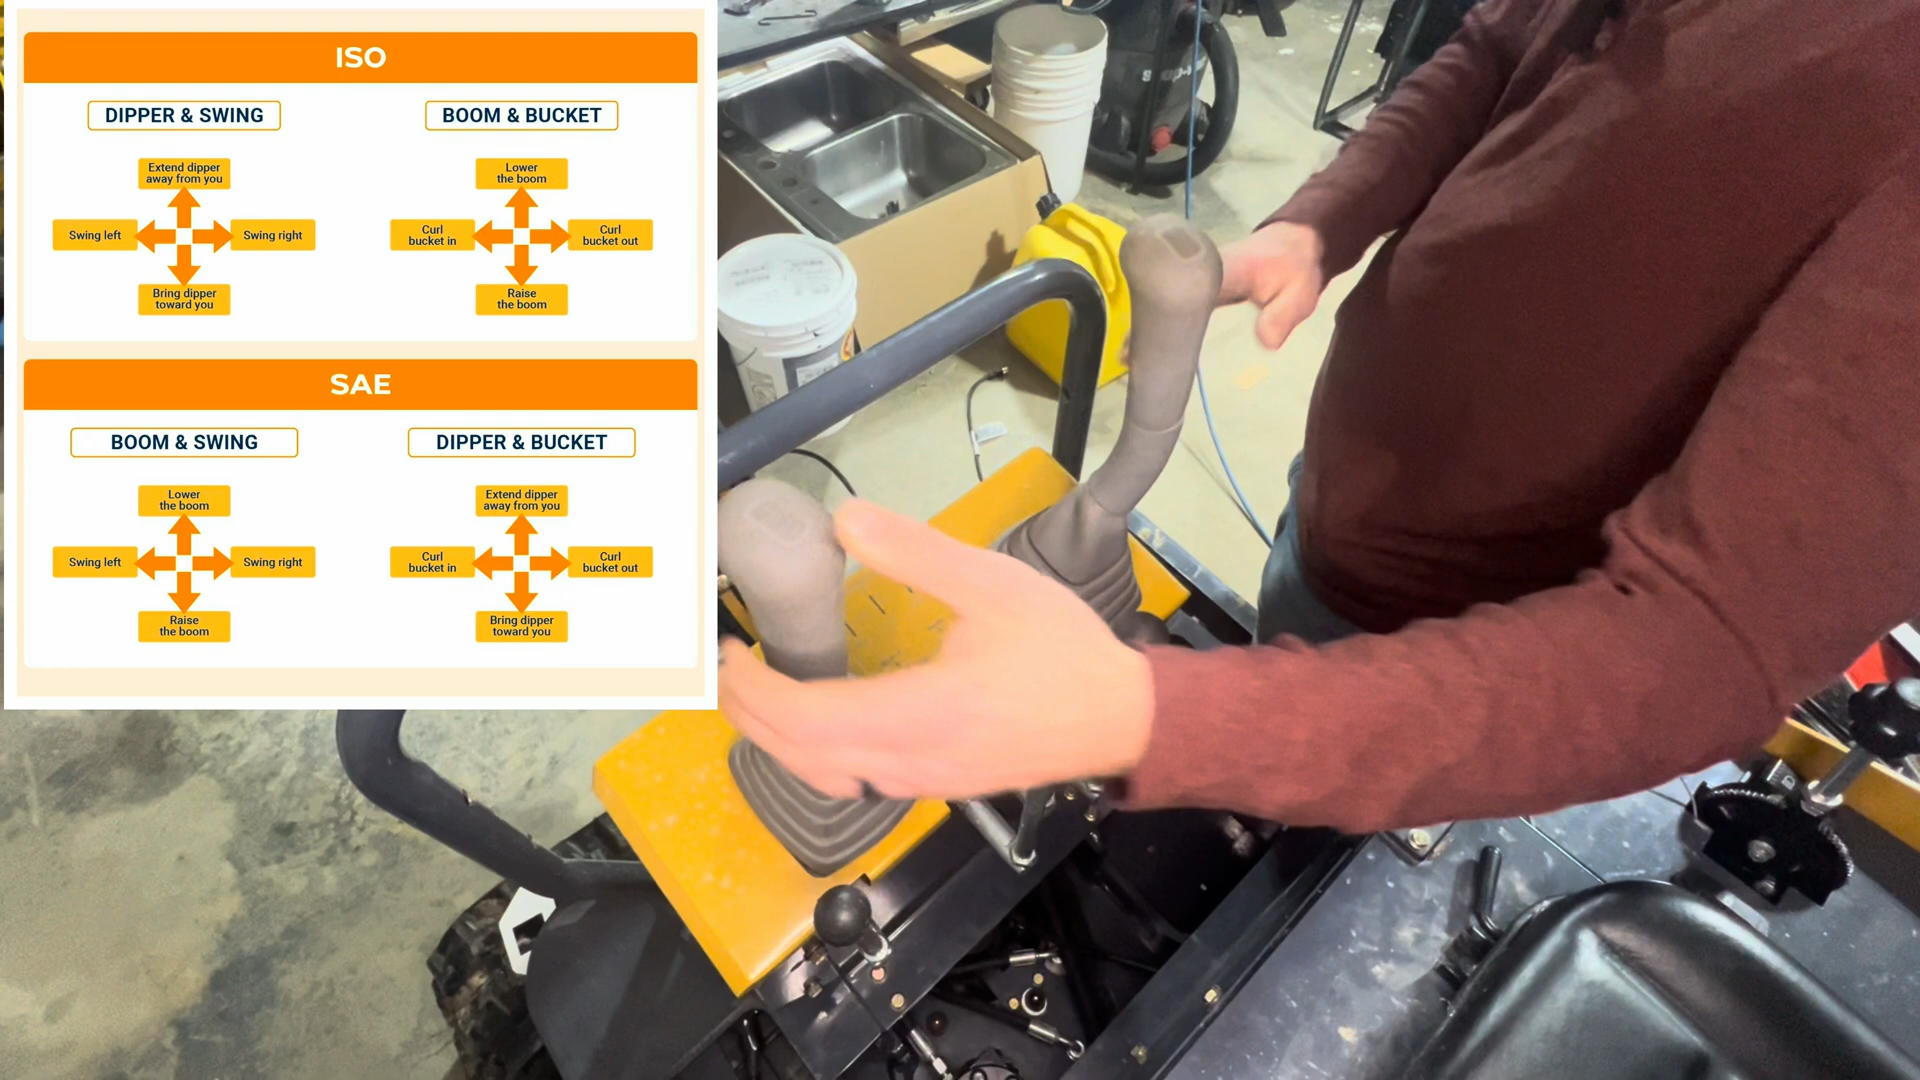 ISO
DIPPER & SWING
Extend dipper
away from you
Swing left
Swing right
Bring dipper
toward you
BOOM & BUCKET
Lower
the boom
Curl
bucket in
Curl
bucket out
Raise
the boom
SAE
BOOM & SWING
Lower
the boom
Swing left
Swing right
Raise
the boom
DIPPER & BUCKET
Extend dipper
away from you
Curl
bucket in
Curl
bucket out
Bring dipper
toward you